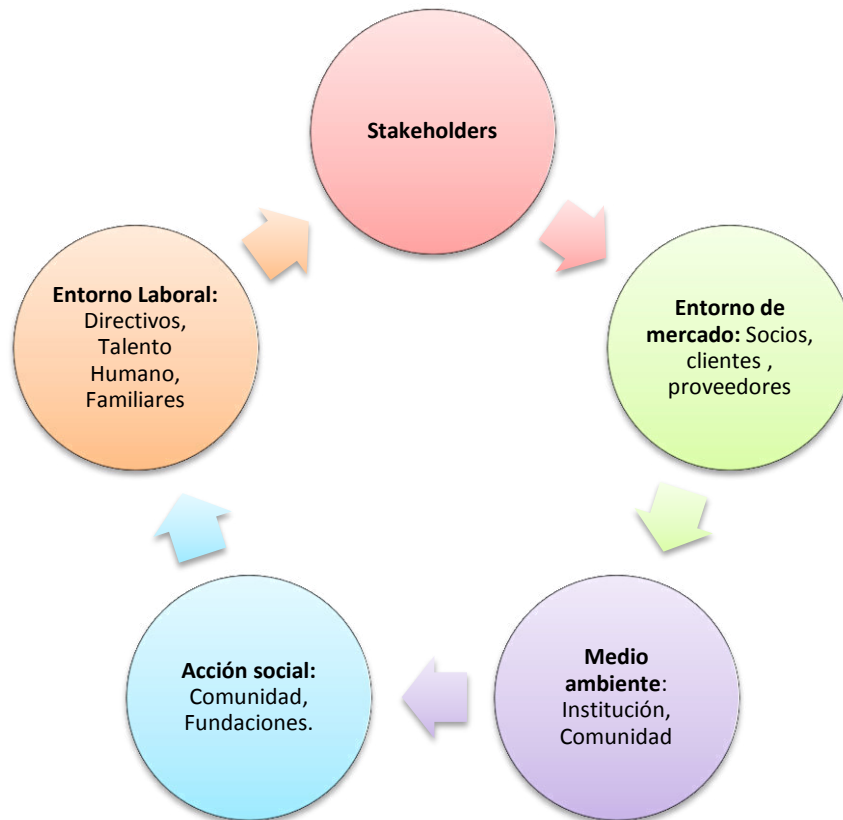 Stakeholders
Entorno de
mercado: Socios,
clientes ,
proveedores
Medio
ambiente:
Institución,
Comunidad
Acción social:
Comunidad,
Fundaciones.
Entorno Laboral:
Directivos,
Talento
Humano,
Familiares